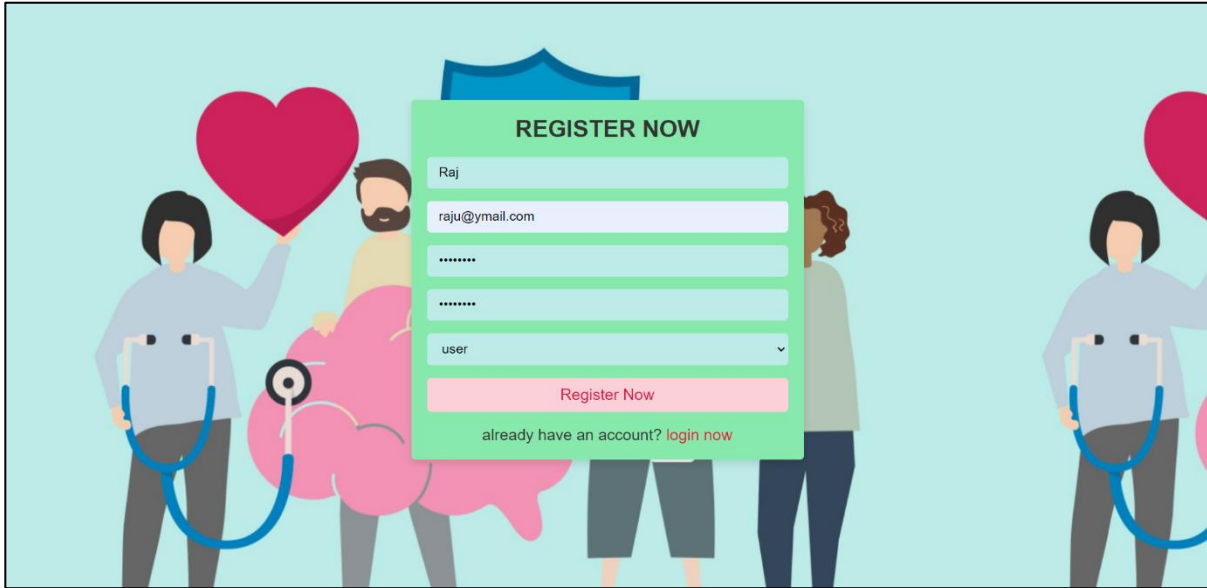 REGISTER NOW
Raj
raju@ymail.com
••••••••
••••••••
user
Register Now
already have an account? login now